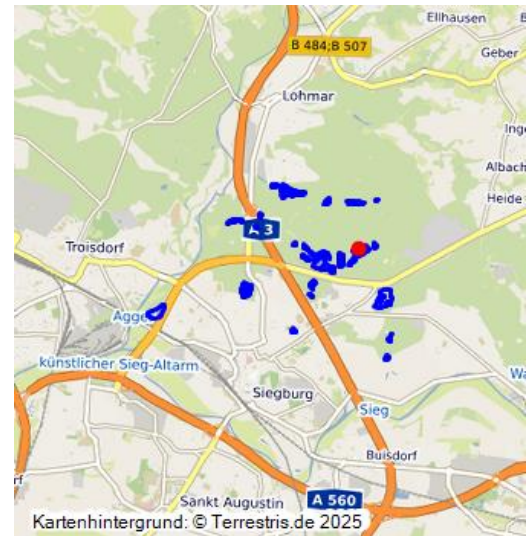 Ellhausen
B 484;B 507
Geber
Lohmar
Albach
Heide
A 3
Troisdorf
Agge
künstlicher Sieg-Altarm
Siegburg
Sieg
Wa
Buisdorf
rf
Sankt Augustin
A 560
Kartenhintergrund: © Terrestris.de 2025